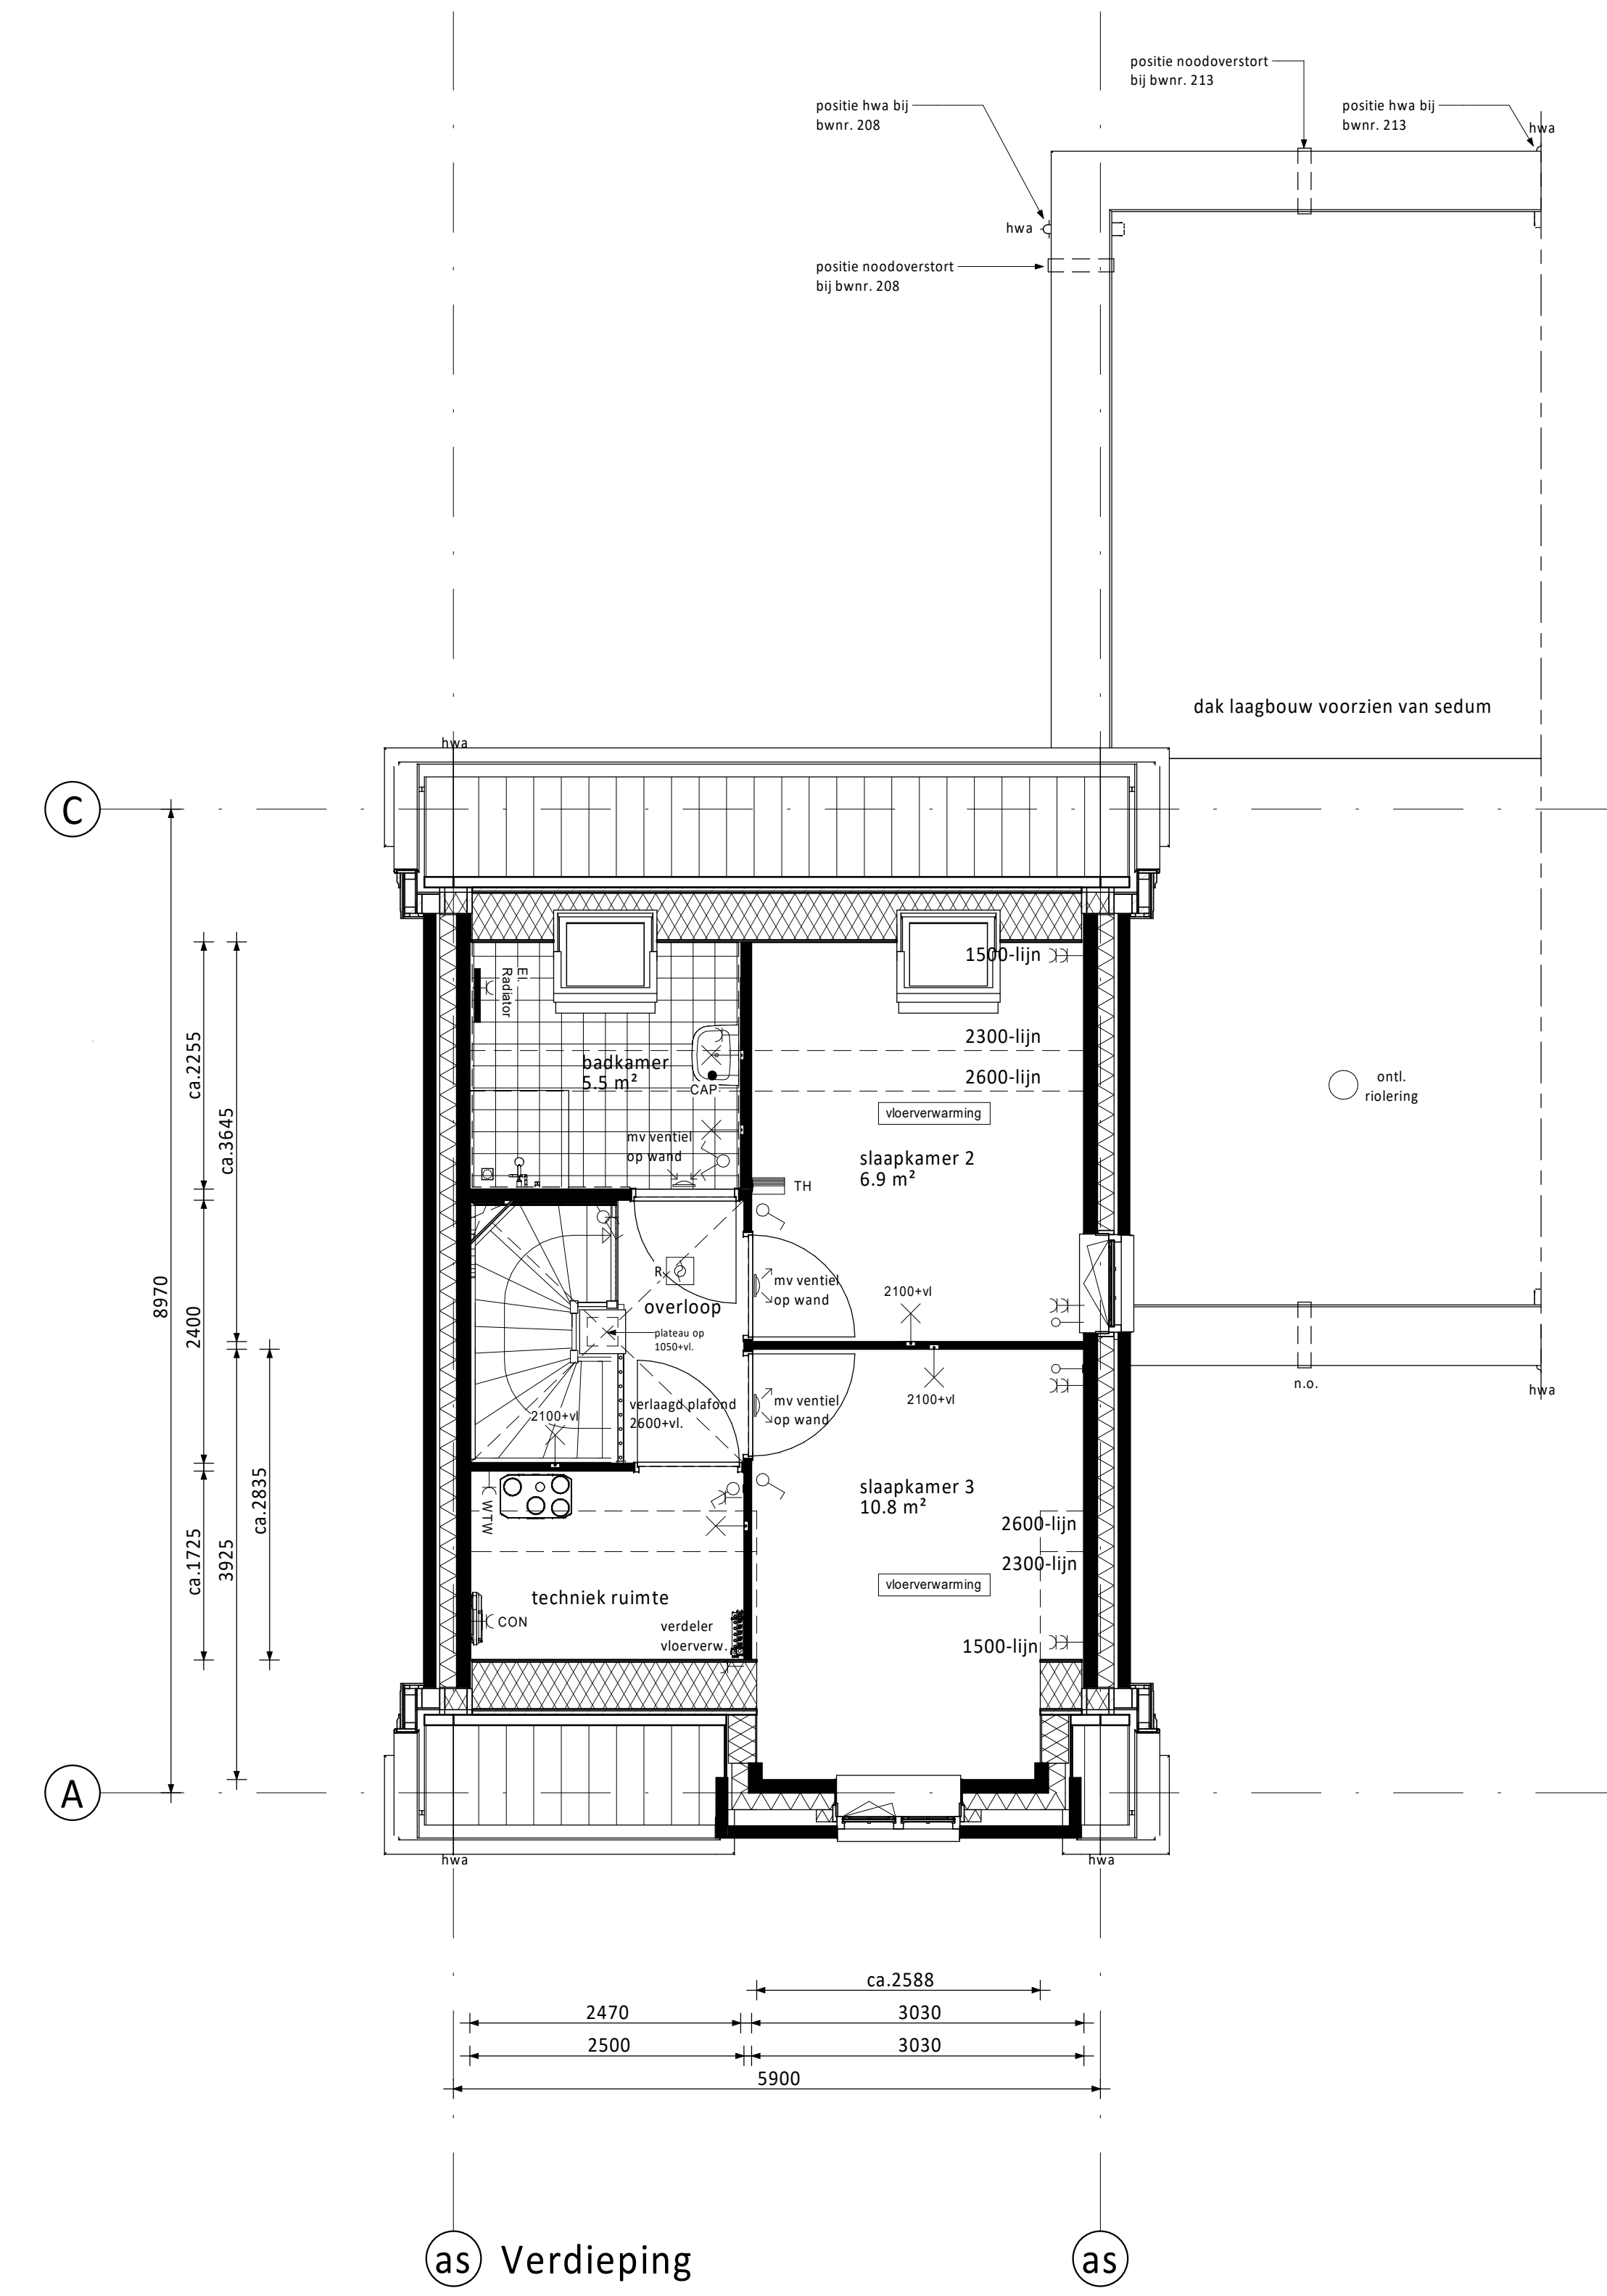 positie noodoverstort
bij bwnr. 213
positie hwa bij
bwnr. 208
positie hwa bij
bwnr. 213
hwa
hwa
positie noodoverstort
bij bwnr. 208
dak laagbouw voorzien van sedum
hwa
C
El.
Radiator
1500-lijn
2300-lijn
badkamer
5.5 m²
CAP
2600-lijn
ontl.
riolering
vloerverwarming
mv ventiel
op wand
slaapkamer 2
6.9 m²
TH
ca.2255
ca.3645
8970
2400
R
overloop
mv ventiel
op wand
2100+vl
plateau op
1050+vl.
n.o.
hwa
2100+vl
verlaagd plafond
2600+vl.
mv ventiel
op wand
2100+vl
slaapkamer 3
10.8 m²
WTW
2600-lijn
2300-lijn
ca.2835
ca.1725
3925
vloerverwarming
techniek ruimte
CON
verdeler
vloerverw.
1500-lijn
A
hwa
hwa
ca.2588
2470
3030
2500
3030
5900
as
Verdieping
as